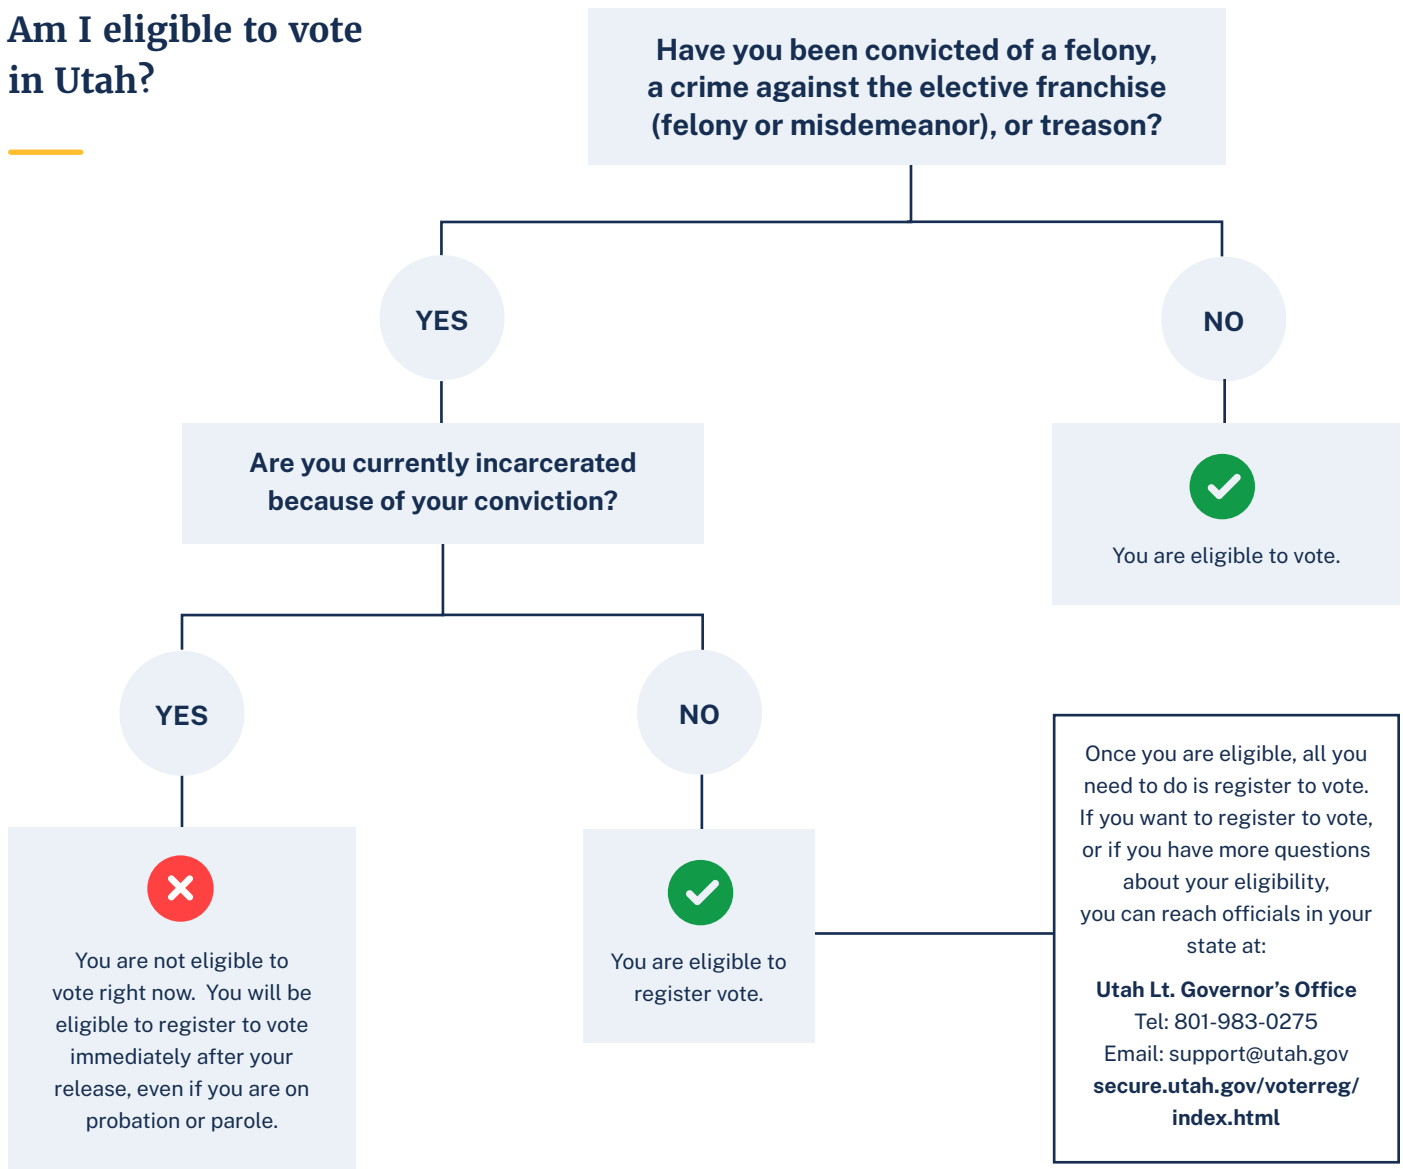 Am I eligible to vote
in Utah?
Have you been convicted of a felony,
a crime against the elective franchise
(felony or misdemeanor), or treason?
YES
NO
Are you currently incarcerated
because of your conviction?
You are eligible to vote.
YES
NO
You are not eligible to
vote right now. You will be
eligible to register to vote
immediately after your
release, even if you are on
probation or parole.
You are eligible to
register vote.
Once you are eligible, all you
need to do is register to vote.
If you want to register to vote,
or if you have more questions
about your eligibility,
you can reach officials in your
state at:
Utah Lt. Governor’s Office
Tel: 801-983-0275
Email: support@utah.gov
secure.utah.gov/voterreg/
index.html